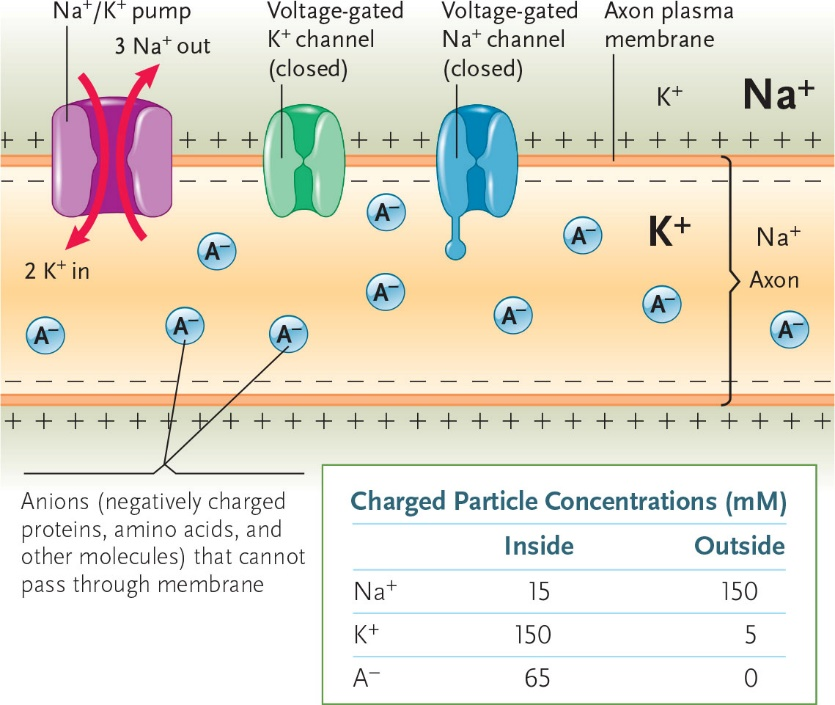 Na⁺/K⁺ pump
3 Na⁺ out
Voltage-gated
K⁺ channel
(closed)
Voltage-gated
Na⁺ channel
(closed)
Axon plasma
membrane
K⁺
Na⁺
2 K⁺ in
K⁺
Na⁺
Axon
A⁻
A⁻
A⁻
A⁻
A⁻
A⁻
A⁻
A⁻
A⁻
A⁻
Anions (negatively charged
proteins, amino acids, and
other molecules) that cannot
pass through membrane
Charged Particle Concentrations (mM)
Inside Outside
Na⁺ 15 150
K⁺ 150 5
A⁻ 65 0